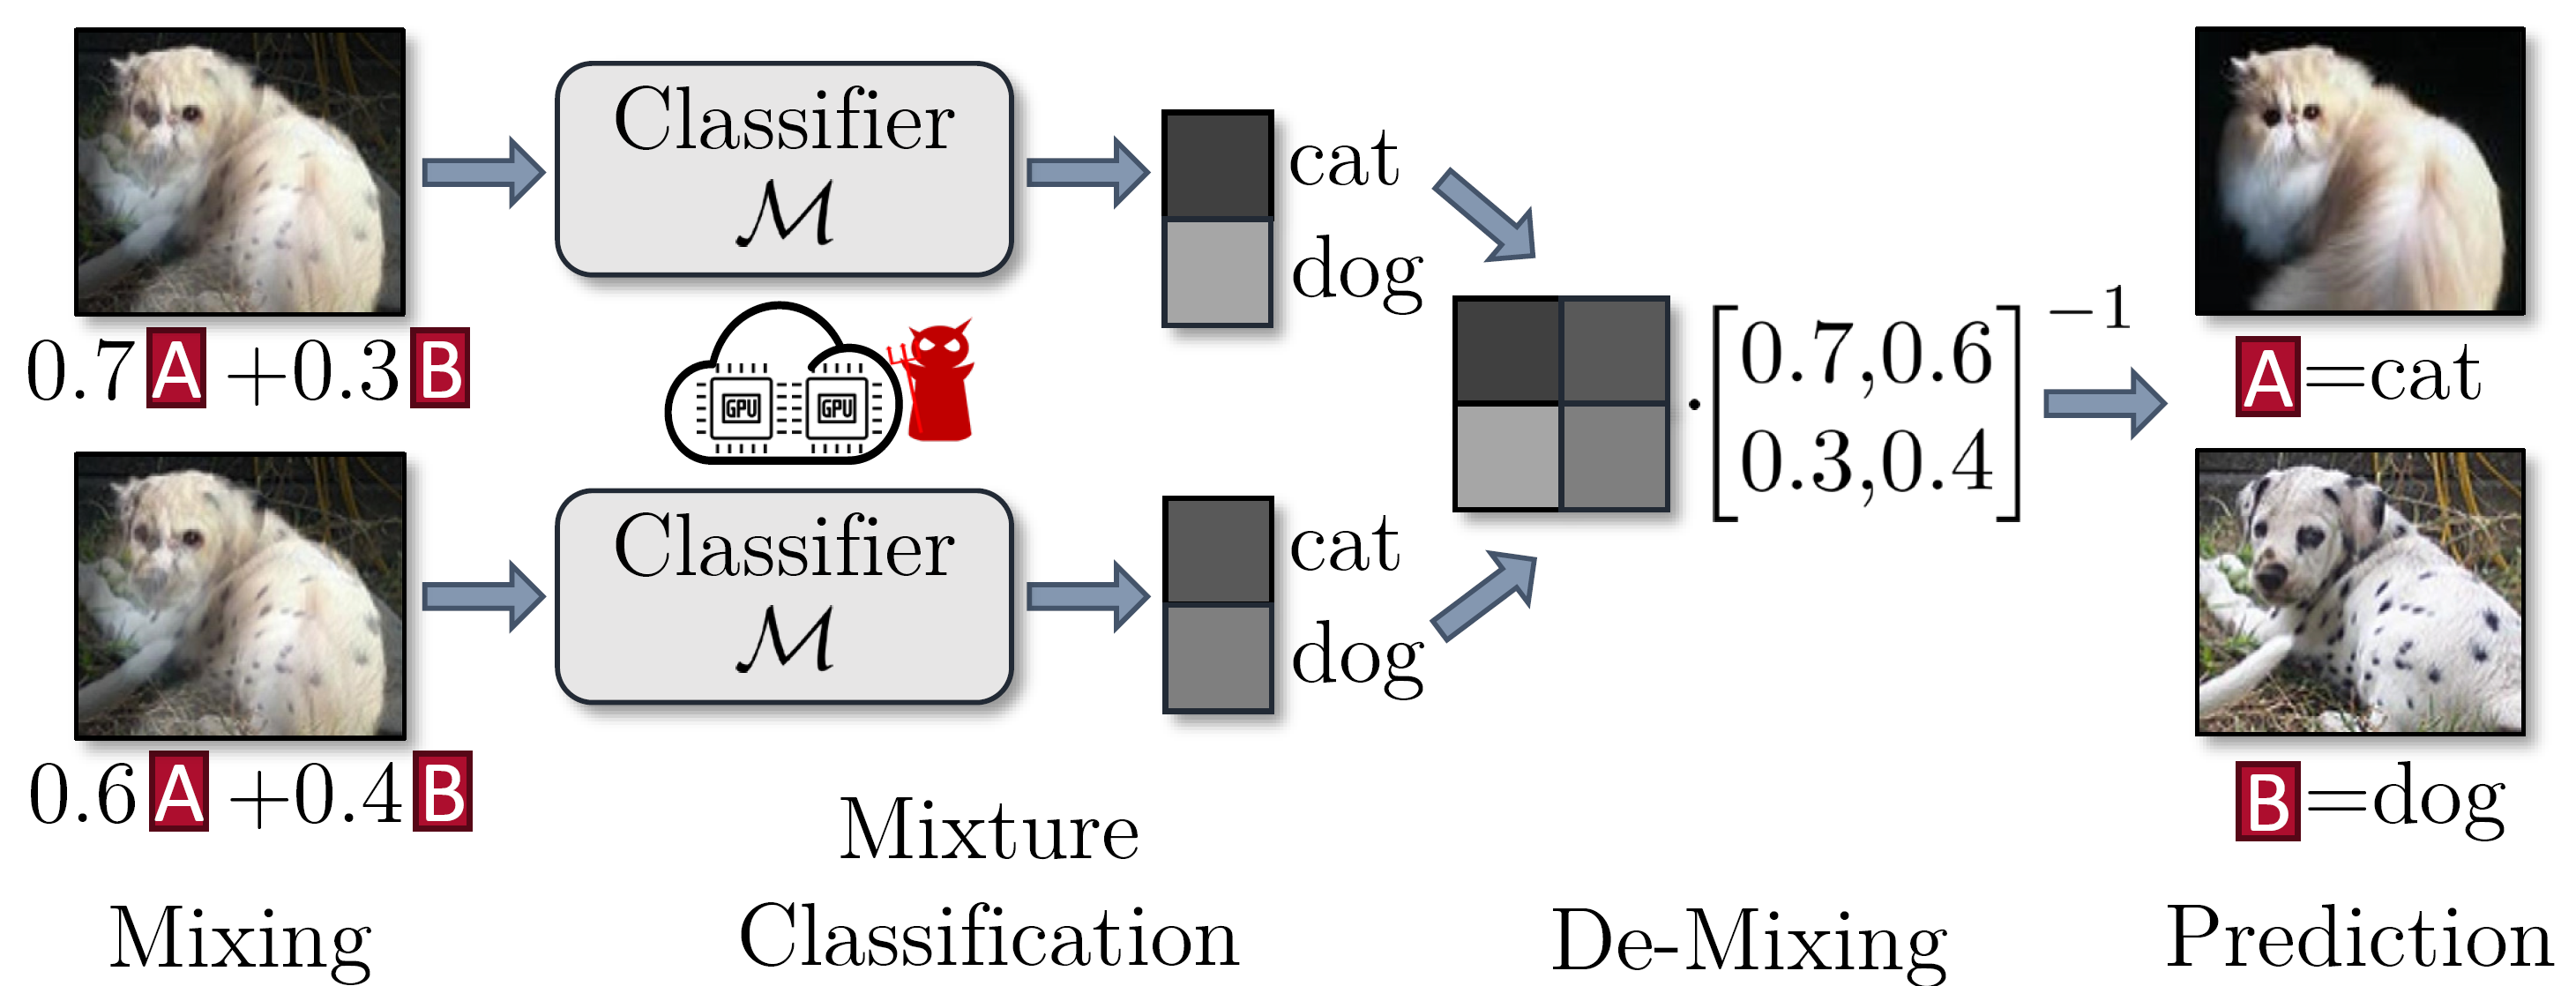 0.7 A +0.3 B
Classifier
M
cat
dog
GPU GPU
0.6 A +0.4 B
Classifier
M
cat
dog
· [0.7,0.6
0.3,0.4] −1
A =cat
B =dog
Mixing
Mixture
Classification
De-Mixing
Prediction